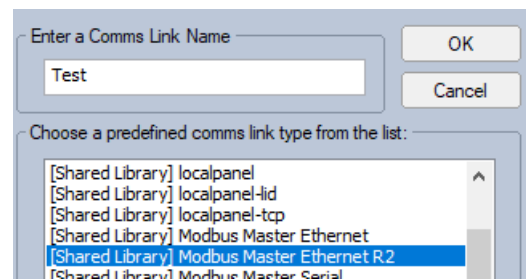 Enter a Comms Link Name
OK
Test
Cancel
Choose a predefined comms link type from the list:
[Shared Library] localpanel
[Shared Library] localpanel-lid
[Shared Library] localpanel-tcp
[Shared Library] Modbus Master Ethernet
[Shared Library] Modbus Master Ethernet R2
[Shared Library] Modbus Master Serial